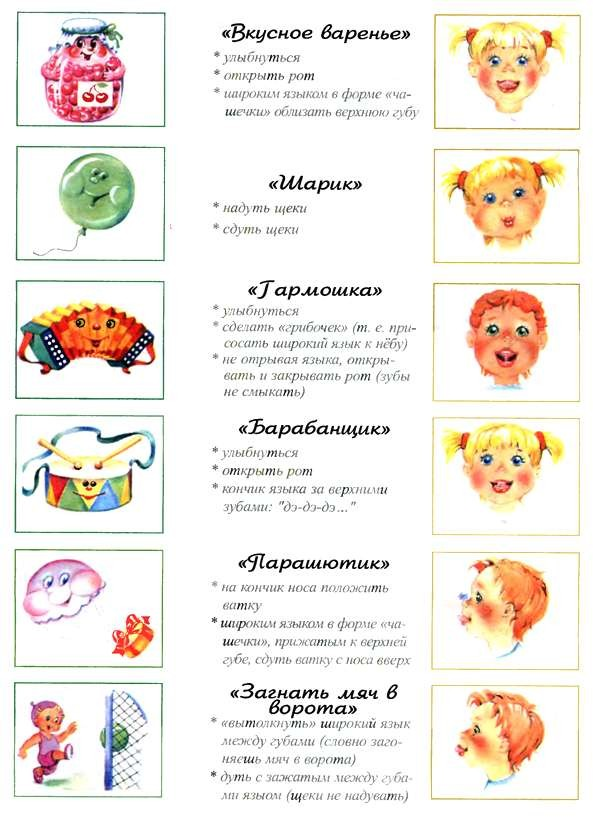 «Вкусное варенье»
* улыбнуться
* открыть рот
* широким языком в форме «ча-
шечки» облизать верхнюю губу
«Шарик»
* надуть щеки
* сдуть щеки
«Гармошка»
* улыбнуться
* сделать «грибочек» (т. е. при-
сосать широкий язык к нёбу)
* не отрывая языка, откры-
вать и закрывать рот (зубы
не смыкать)
«Барабанщик»
* улыбнуться
* открыть рот
* кончик языка за верхними
зубами: "дэ-дэ-дэ..."
«Парашютик»
* на кончик носа положить
ватку
* широким языком в форме «ча-
шечки», прижатым к верхней
губе, сдуть ватку с носа вверх
«Загнать мяч в
ворота»
* «вытолкнуть» широкий язык
между губами (словно заго-
няешь мяч в ворота)
* дуть с зажатым между губа-
ми языом (щеки не надувать)